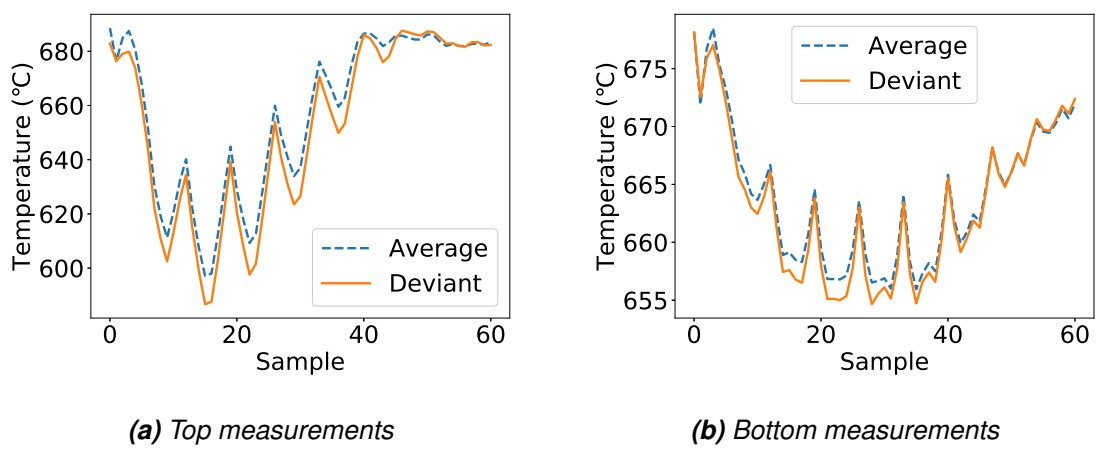 Temperature (°C)
680
660
640
620
600
0
20
40
60
Sample
Average
Deviant
(a) Top measurements
Temperature (°C)
675
670
665
660
655
0
20
40
60
Sample
Average
Deviant
(b) Bottom measurements